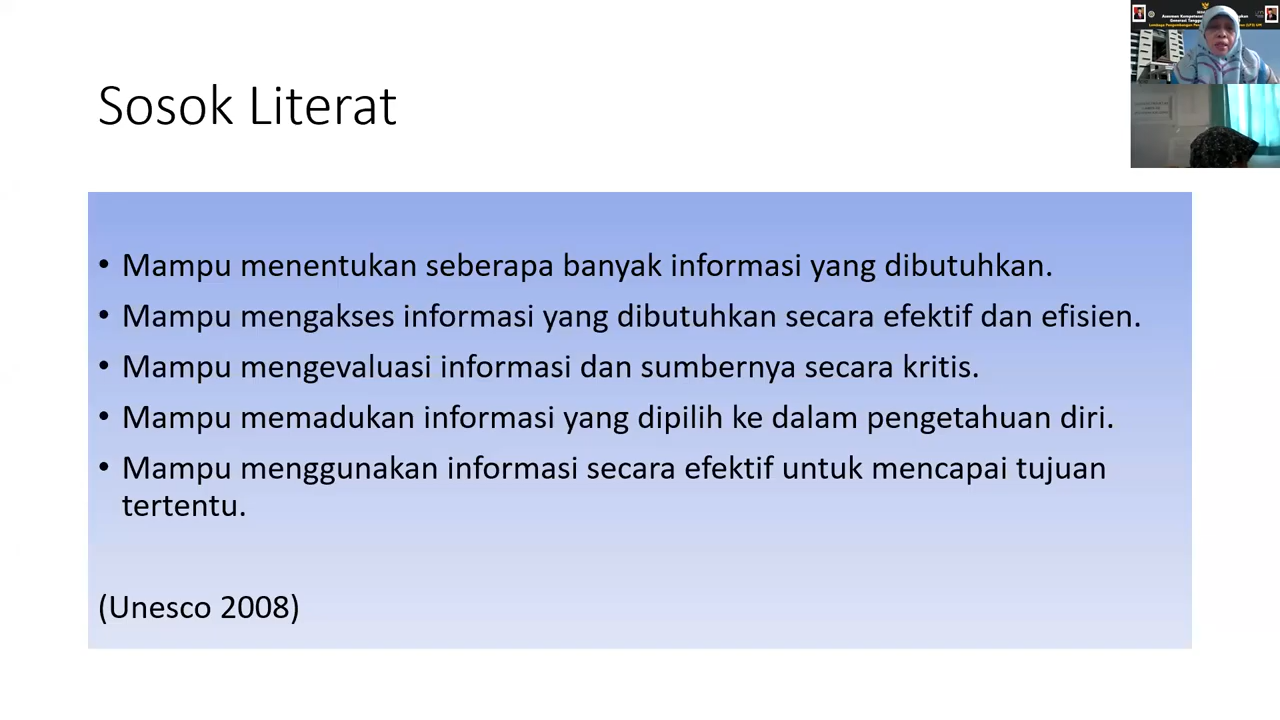 Sosok Literat
• Mampu menentukan seberapa banyak informasi yang dibutuhkan.
• Mampu mengakses informasi yang dibutuhkan secara efektif dan efisien.
• Mampu mengevaluasi informasi dan sumbernya secara kritis.
• Mampu memadukan informasi yang dipilih ke dalam pengetahuan diri.
• Mampu menggunakan informasi secara efektif untuk mencapai tujuan
tertentu.
(Unesco 2008)